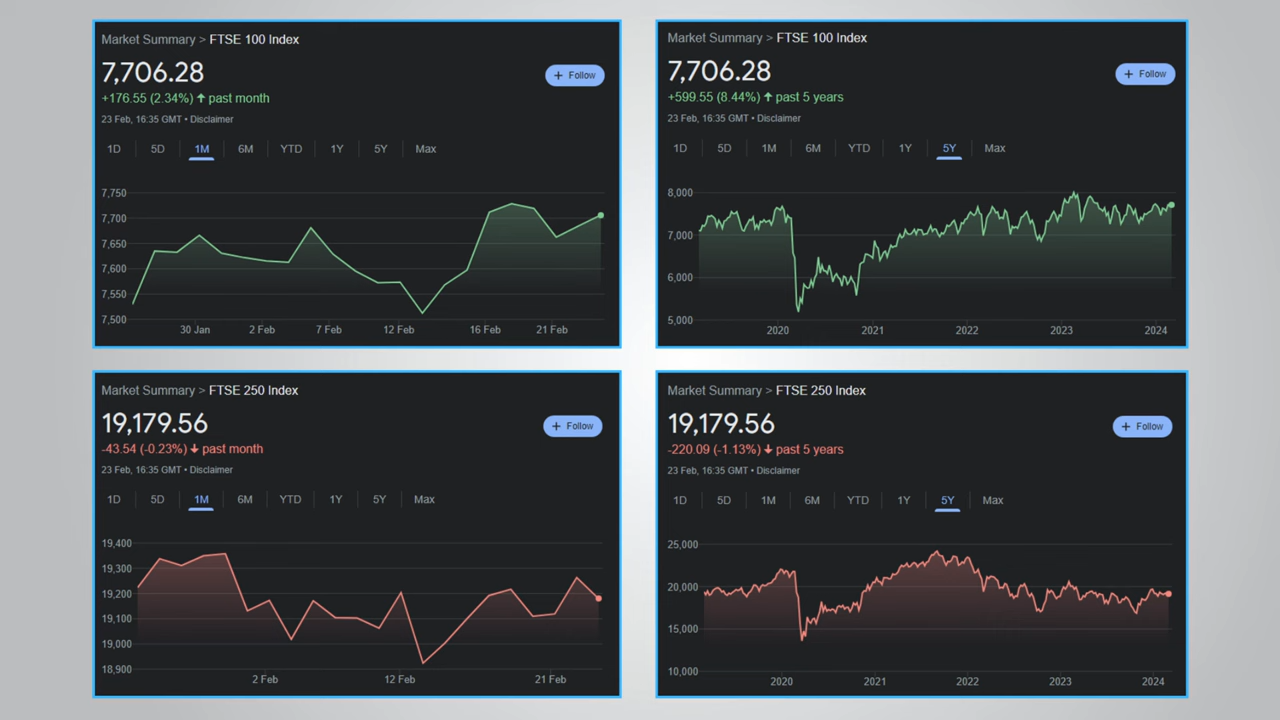 Market Summary > FTSE 100 Index
7,706.28
+ Follow
+176.55 (2.34%) ↑ past month
23 Feb, 16:35 GMT • Disclaimer
1D 5D 1M 6M YTD 1Y 5Y Max
7,750
7,700
7,650
7,600
7,550
7,500
30 Jan 2 Feb 7 Feb 12 Feb 16 Feb 21 Feb
Market Summary > FTSE 100 Index
7,706.28
+ Follow
+599.55 (8.44%) ↑ past 5 years
23 Feb, 16:35 GMT • Disclaimer
1D 5D 1M 6M YTD 1Y 5Y Max
8,000
7,000
6,000
5,000
2020 2021 2022 2023 2024
Market Summary > FTSE 250 Index
19,179.56
+ Follow
-43.54 (-0.23%) ↓ past month
23 Feb, 16:35 GMT • Disclaimer
1D 5D 1M 6M YTD 1Y 5Y Max
19,400
19,300
19,200
19,100
19,000
18,900
2 Feb 12 Feb 21 Feb
Market Summary > FTSE 250 Index
19,179.56
+ Follow
-220.09 (-1.13%) ↓ past 5 years
23 Feb, 16:35 GMT • Disclaimer
1D 5D 1M 6M YTD 1Y 5Y Max
25,000
20,000
15,000
10,000
2020 2021 2022 2023 2024